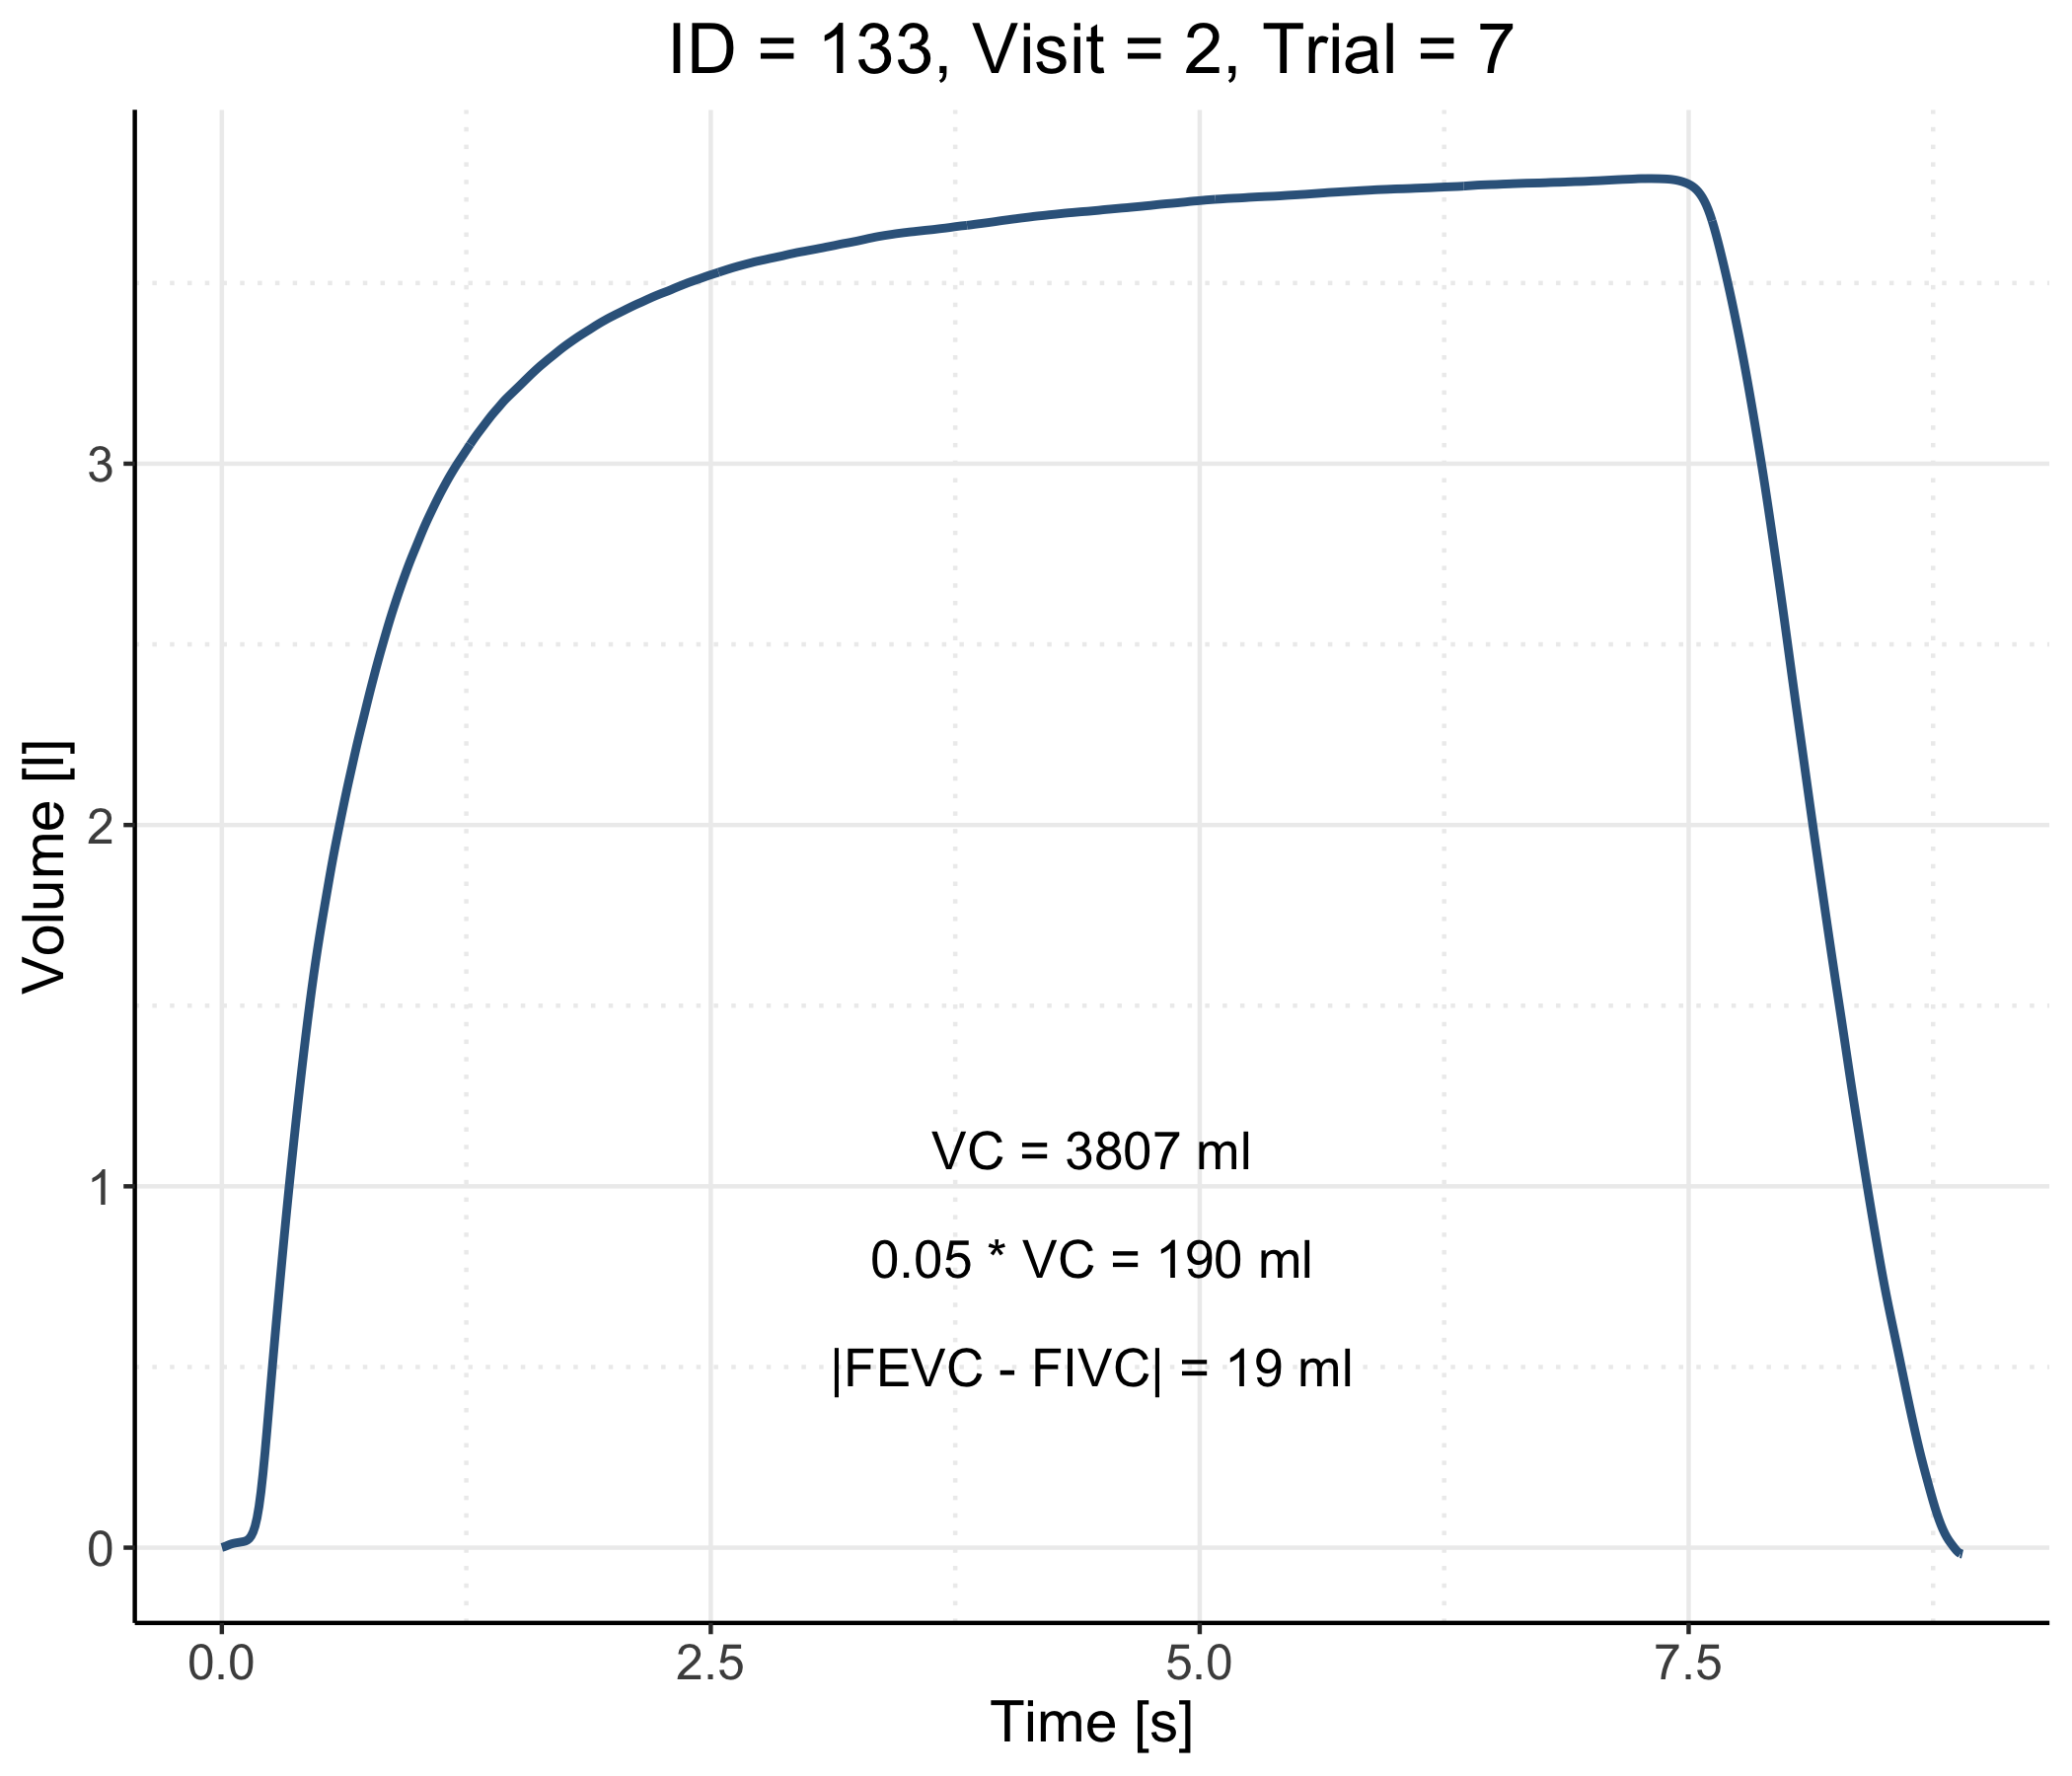 ID = 133, Visit = 2, Trial = 7
3
2
1
0
Volume [l]
VC = 3807 ml
0.05 * VC = 190 ml
|FEVC - FIVC| = 19 ml
0.0 2.5 5.0 7.5
Time [s]